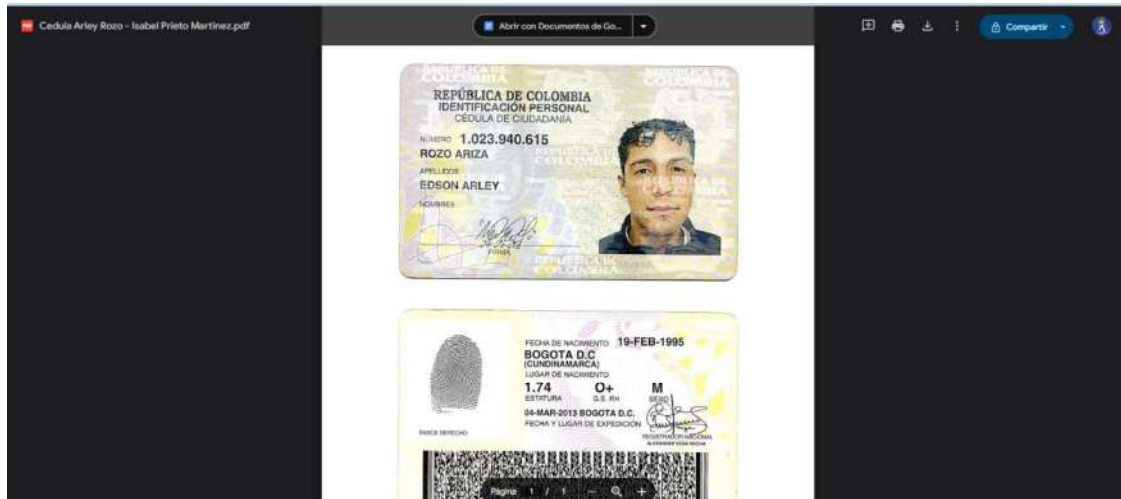 Cedula Arley Rozo - Isabel Prieto Martinez.pdf
Abrir con Documentos de Go...
Compartir
REPÚBLICA DE COLOMBIA
IDENTIFICACIÓN PERSONAL
CÉDULA DE CIUDADANÍA
NÚMERO 1.023.940.615
ROZO ARIZA
APELLIDOS
EDSON ARLEY
NOMBRES
FIRMA
FECHA DE NACIMIENTO 19-FEB-1995
BOGOTA D.C
(CUNDINAMARCA)
LUGAR DE NACIMIENTO
1.74 O+ M
ESTATURA G.S. RH SEXO
04-MAR-2013 BOGOTA D.C.
FECHA Y LUGAR DE EXPEDICIÓN
REGISTRADOR NACIONAL
INDICE DERECHO
Página 1 / 1